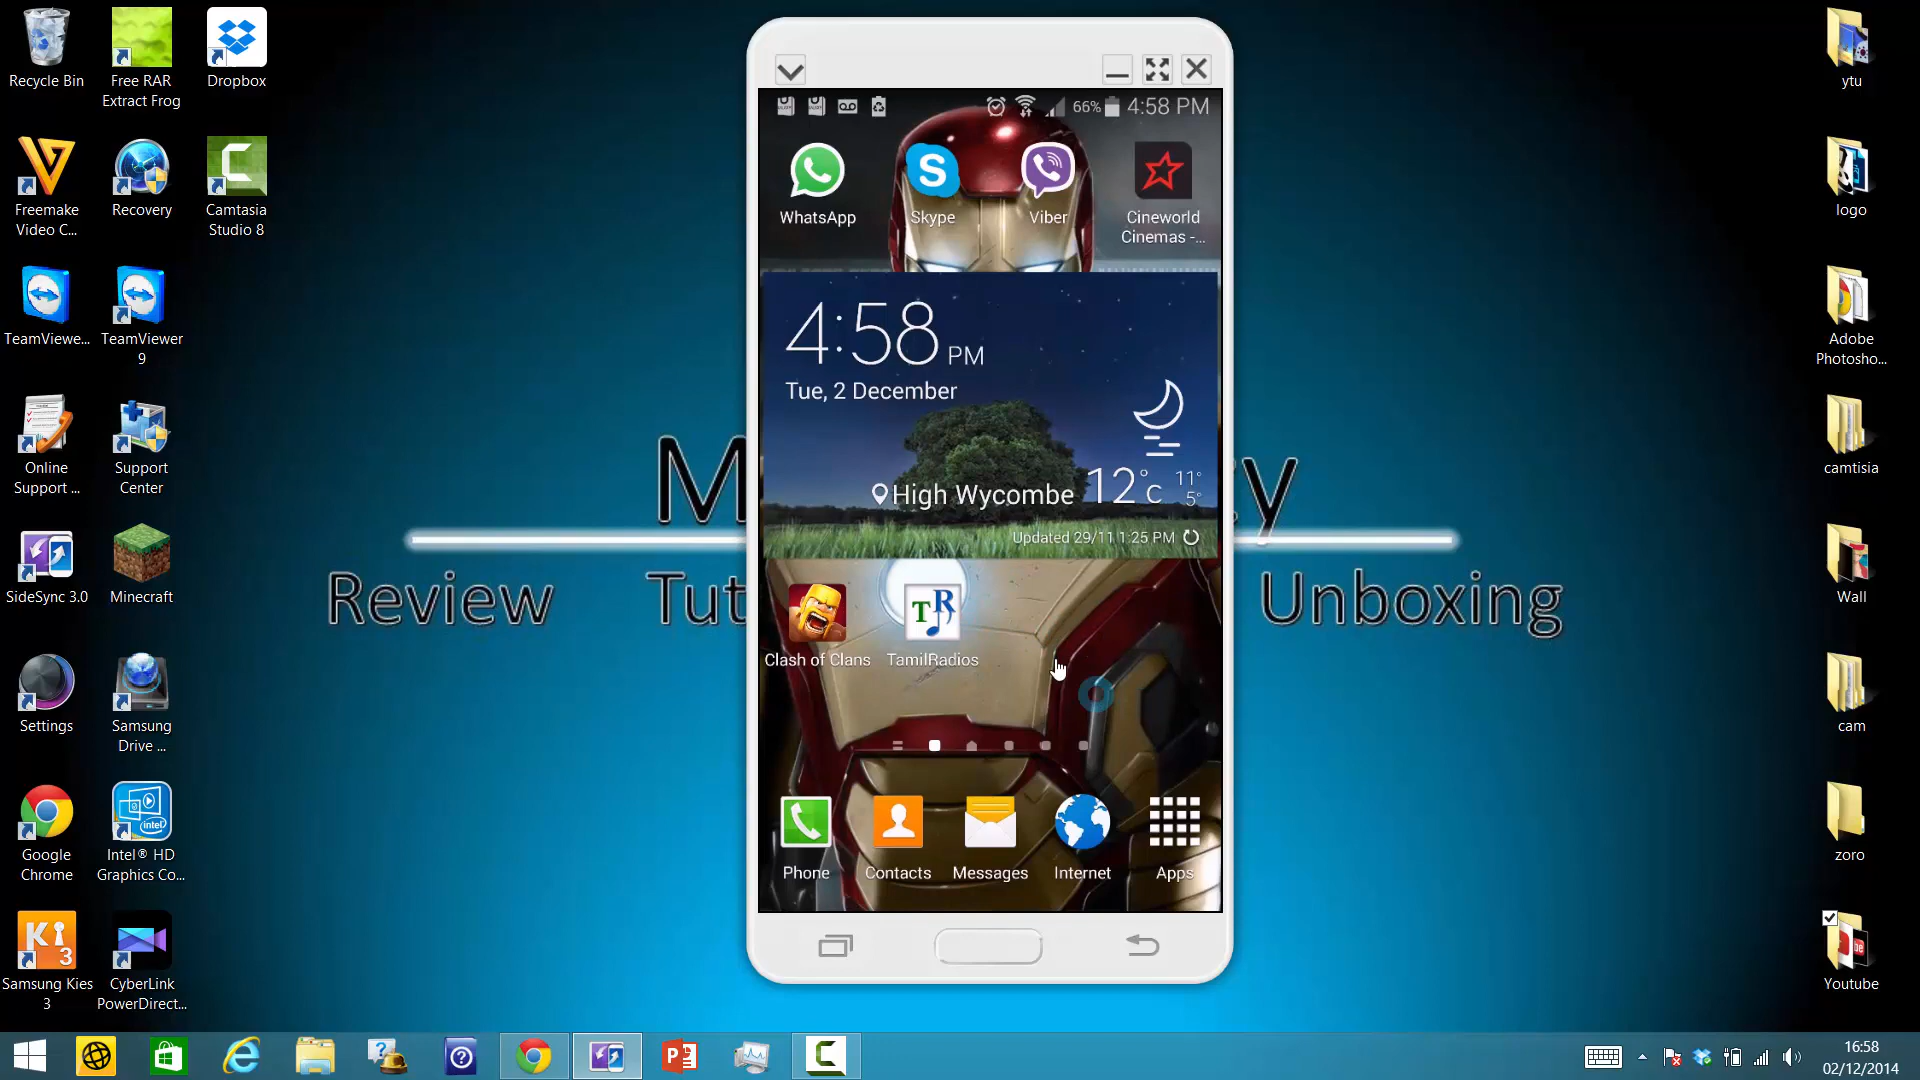 Recycle Bin
Free RAR
Extract Frog
Dropbox
Freemake
Video C...
Recovery
Camtasia
Studio 8
TeamViewe...
TeamViewer
9
Online
Support ...
Support
Center
SideSync 3.0
Minecraft
Settings
Samsung
Drive ...
Google
Chrome
Intel® HD
Graphics Co...
Samsung Kies
3
CyberLink
PowerDirect...
66% 4:58 PM
WhatsApp
Skype
Viber
Cineworld
Cinemas -...
4:58 PM
Tue, 2 December
High Wycombe
12°c
11°
5°
Updated 29/11 1:25 PM
Clash of Clans
TamilRadios
Phone
Contacts
Messages
Internet
Apps
M
y
Review
Tut
Unboxing
ytu
logo
Adobe
Photosho...
camtisia
Wall
cam
zoro
Youtube
16:58
02/12/2014